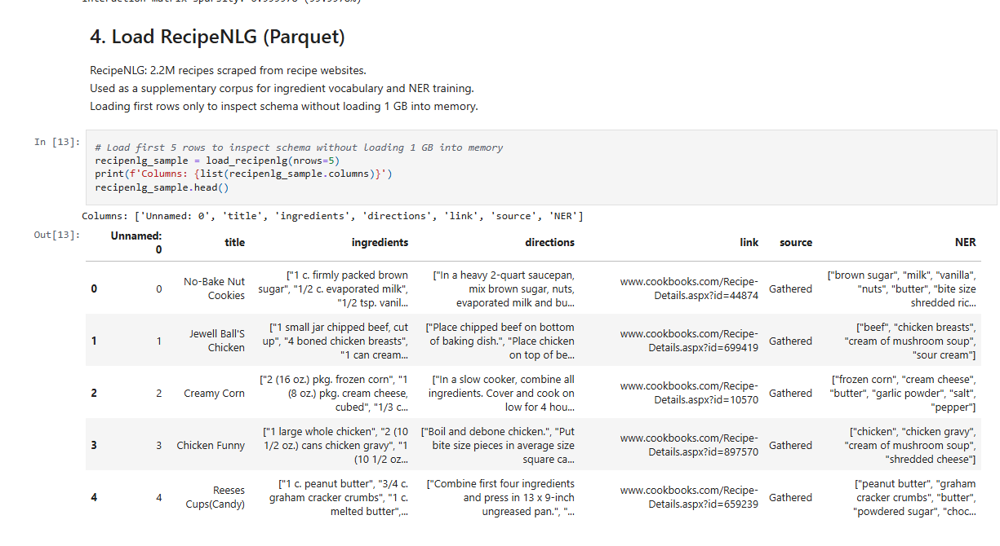 interaction matrix sparsity: 0.999978 (99.9978%)
4. Load RecipeNLG (Parquet)
RecipeNLG: 2.2M recipes scraped from recipe websites.
Used as a supplementary corpus for ingredient vocabulary and NER training.
Loading first rows only to inspect schema without loading 1 GB into memory.
In [13]:
# Load first 5 rows to inspect schema without loading 1 GB into memory
recipenlg_sample = load_recipenlg(nrows=5)
print(f'Columns: {list(recipenlg_sample.columns)}')
recipenlg_sample.head()
Columns: ['Unnamed: 0', 'title', 'ingredients', 'directions', 'link', 'source', 'NER']
Out[13]:
Unnamed: 0 title ingredients directions link source NER
0 0 No-Bake Nut Cookies ["1 c. firmly packed brown sugar", "1/2 c. evaporated milk", "1/2 tsp. vanil... ["In a heavy 2-quart saucepan, mix brown sugar, nuts, evaporated milk and bu... www.cookbooks.com/Recipe-Details.aspx?id=44874 Gathered ["brown sugar", "milk", "vanilla", "nuts", "butter", "bite size shredded ric...
1 1 Jewell Ball'S Chicken ["1 small jar chipped beef, cut up", "4 boned chicken breasts", "1 can cream... ["Place chipped beef on bottom of baking dish.", "Place chicken on top of be... www.cookbooks.com/Recipe-Details.aspx?id=699419 Gathered ["beef", "chicken breasts", "cream of mushroom soup", "sour cream"]
2 2 Creamy Corn ["2 (16 oz.) pkg. frozen corn", "1 (8 oz.) pkg. cream cheese, cubed", "1/3 c... ["In a slow cooker, combine all ingredients. Cover and cook on low for 4 hou... www.cookbooks.com/Recipe-Details.aspx?id=10570 Gathered ["frozen corn", "cream cheese", "butter", "garlic powder", "salt", "pepper"]
3 3 Chicken Funny ["1 large whole chicken", "2 (10 1/2 oz.) cans chicken gravy", "1 (10 1/2 oz... ["Boil and debone chicken.", "Put bite size pieces in average size square ca... www.cookbooks.com/Recipe-Details.aspx?id=897570 Gathered ["chicken", "chicken gravy", "cream of mushroom soup", "shredded cheese"]
4 4 Reeses Cups(Candy) ["1 c. peanut butter", "3/4 c. graham cracker crumbs", "1 c. melted butter",... ["Combine first four ingredients and press in 13 x 9-inch ungreased pan.", "... www.cookbooks.com/Recipe-Details.aspx?id=659239 Gathered ["peanut butter", "graham cracker crumbs", "butter", "powdered sugar", "choc...